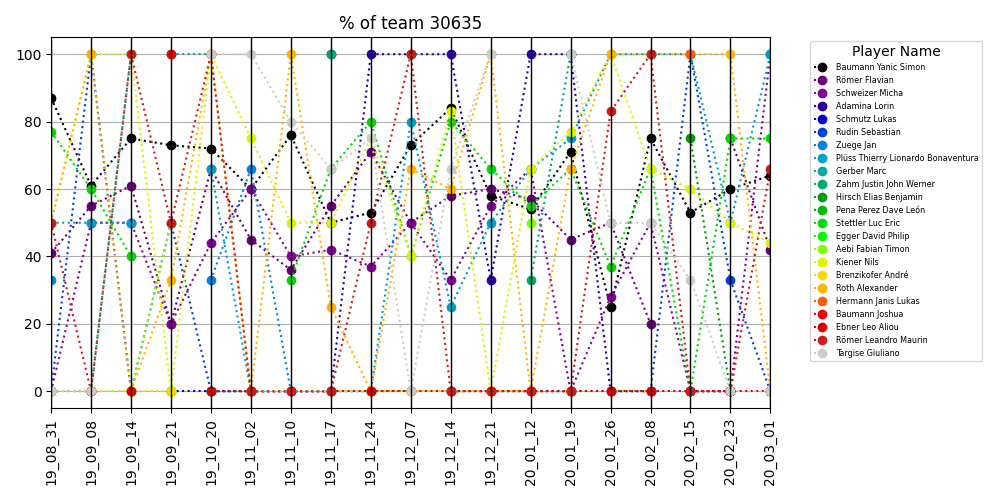 % of team 30635
100
80
60
40
20
0
19_08_31
19_09_08
19_09_14
19_09_21
19_10_20
19_11_02
19_11_10
19_11_17
19_11_24
19_12_07
19_12_14
19_12_21
20_01_12
20_01_19
20_01_26
20_02_08
20_02_15
20_02_23
20_03_01
Player Name
Baumann Yanic Simon
Römer Flavian
Schweizer Micha
Adamina Lorin
Schmutz Lukas
Rudin Sebastian
Zuege Jan
Plüss Thierry Lionardo Bonaventura
Gerber Marc
Zahm Justin John Werner
Hirsch Elias Benjamin
Pena Perez Dave León
Stettler Luc Eric
Egger David Philip
Aebi Fabian Timon
Kiener Nils
Brenzikofer André
Roth Alexander
Hermann Janis Lukas
Baumann Joshua
Ebner Leo Aliou
Römer Leandro Maurin
Targise Giuliano